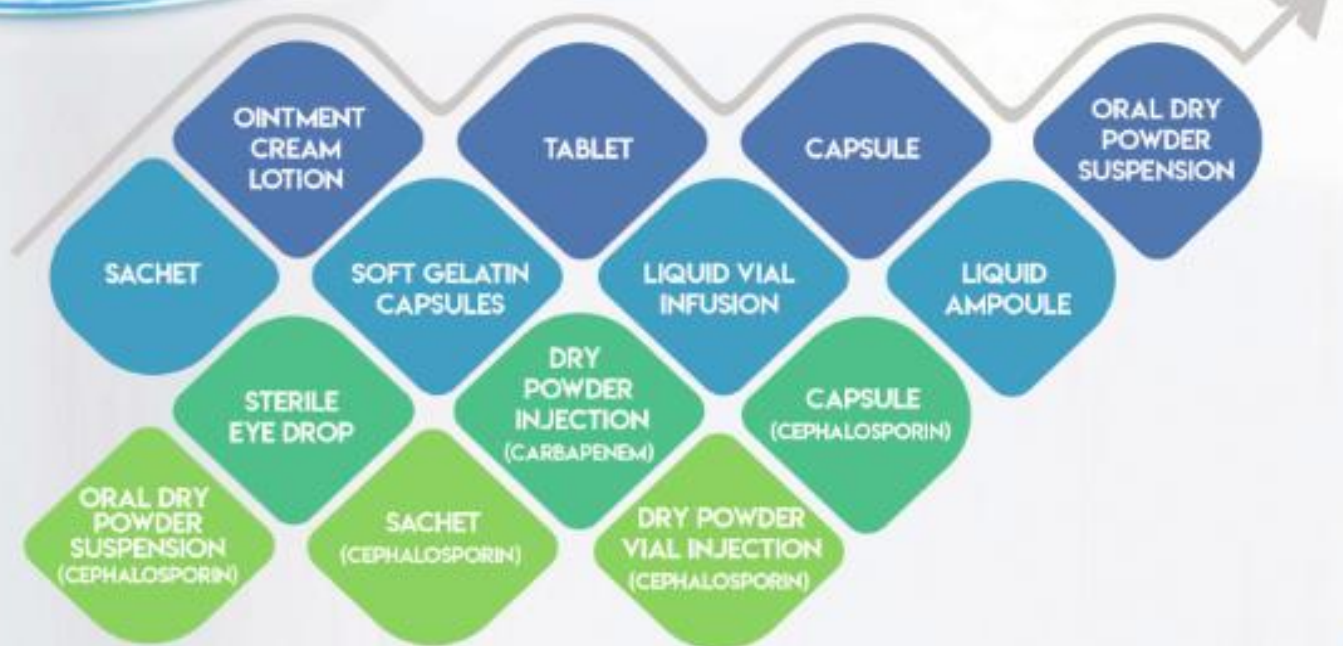 OINTMENT
CREAM
LOTION
TABLET
CAPSULE
ORAL DRY
POWDER
SUSPENSION
SACHET
SOFT GELATIN
CAPSULES
LIQUID VIAL
INFUSION
LIQUID
AMPOULE
STERILE
EYE DROP
DRY
POWDER
INJECTION
(CARBAPENEM)
CAPSULE
(CEPHALOSPORIN)
ORAL DRY
POWDER
SUSPENSION
(CEPHALOSPORIN)
SACHET
(CEPHALOSPORIN)
DRY POWDER
VIAL INJECTION
(CEPHALOSPORIN)